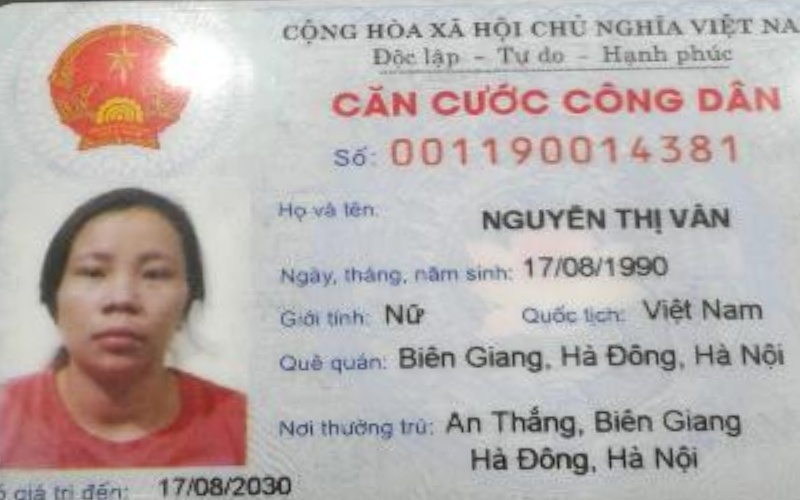 CỘNG HÒA XÃ HỘI CHỦ NGHĨA VIỆT NA
Độc lập - Tự do - Hạnh phúc
CĂN CƯỚC CÔNG DÂN
Số: 001190014381
Họ và tên:
NGUYỄN THỊ VÂN
Ngày, tháng, năm sinh: 17/08/1990
Giới tính: Nữ Quốc tịch: Việt Nam
Quê quán: Biên Giang, Hà Đông, Hà Nội
Nơi thường trú: An Thắng, Biên Giang
Hà Đông, Hà Nội
ó giá trị đến: 17/08/2030